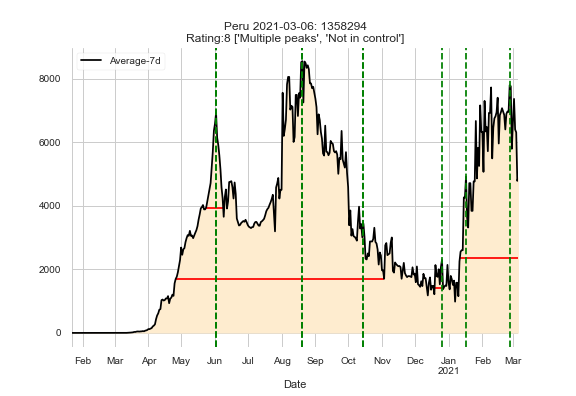 Peru 2021-03-06: 1358294
Rating:8 ['Multiple peaks', 'Not in control']
Average-7d
8000
6000
4000
2000
0
Feb Mar Apr May Jun Jul Aug Sep Oct Nov Dec Jan Feb Mar
2021
Date